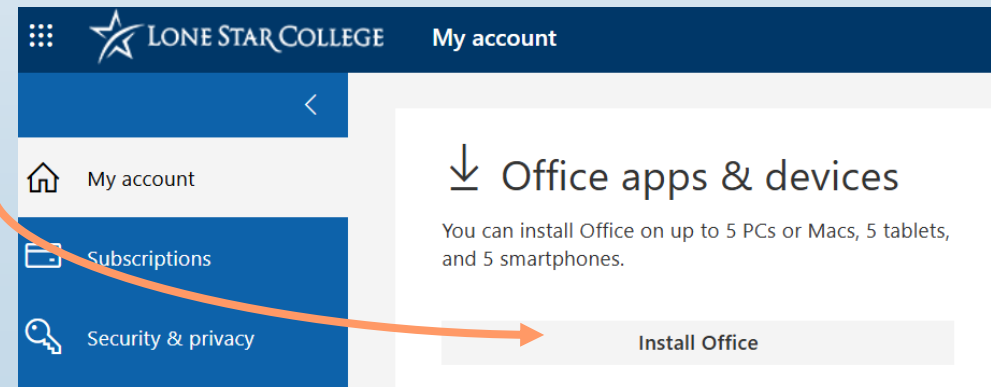 LONE STAR COLLEGE
My account
My account
Subscriptions
Security & privacy
Office apps & devices
You can install Office on up to 5 PCs or Macs, 5 tablets,
and 5 smartphones.
Install Office